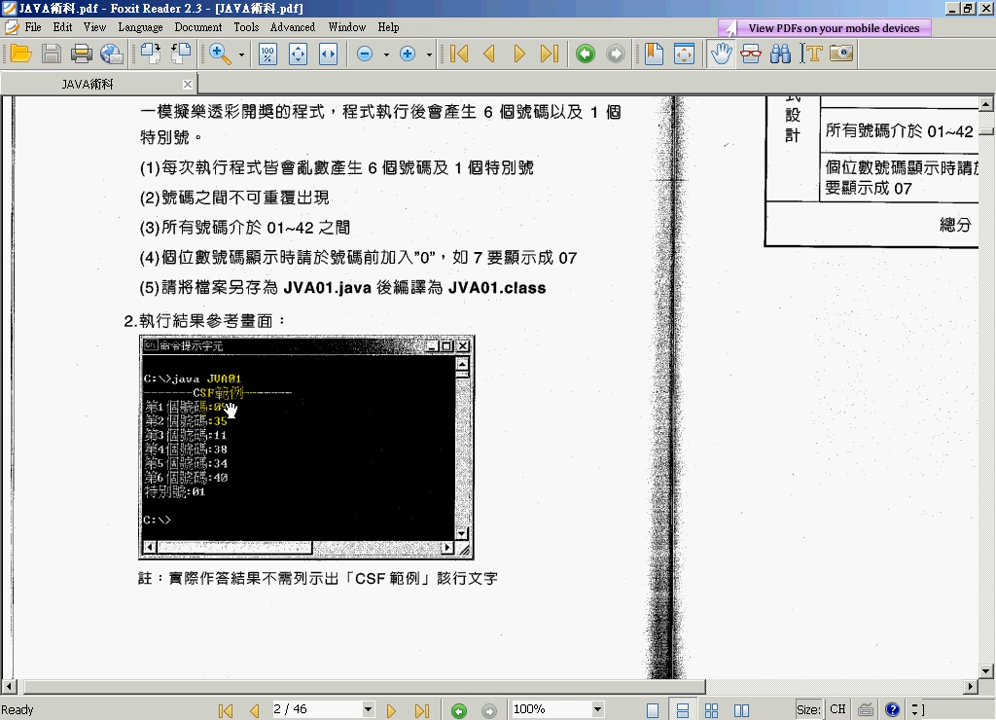 JAVA術科.pdf - Foxit Reader 2.3 - [JAVA術科.pdf]
File Edit View Language Document Tools Advanced Window Help
View PDFs on your mobile devices
JAVA術科
一模擬樂透彩開獎的程式，程式執行後會產生 6 個號碼以及 1 個
特別號。
(1)每次執行程式皆會亂數產生 6 個號碼及 1 個特別號
(2)號碼之間不可重覆出現
(3)所有號碼介於 01~42 之間
(4)個位數號碼顯示時請於號碼前加入"0"，如 7 要顯示成 07
(5)請將檔案另存為 JVA01.java 後編譯為 JVA01.class
2.執行結果參考畫面：
命令提示字元
C:\>java JVA01
-------CSF範例-------
第1個號碼:09
第2個號碼:35
第3個號碼:11
第4個號碼:38
第5個號碼:34
第6個號碼:40
特別號:01
C:\>
註：實際作答結果不需列示出「CSF 範例」該行文字
式
設
計
所有號碼介於 01~42
個位數號碼顯示時請
要顯示成 07
總分
Ready
2 / 46
100%
Size:
CH